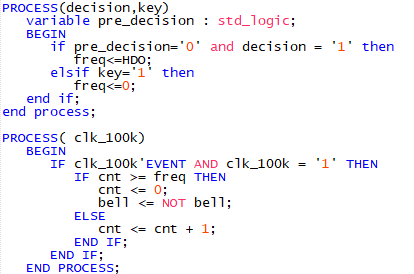 PROCESS(decision,key)
variable pre_decision : std_logic;
BEGIN
if pre_decision='0' and decision = '1' then
freq<=HDO;
elsif key='1' then
freq<=0;
end if;
end process;
PROCESS( clk_100k)
BEGIN
IF clk_100k'EVENT AND clk_100k = '1' THEN
IF cnt >= freq THEN
cnt <= 0;
bell <= NOT bell;
ELSE
cnt <= cnt + 1;
END IF;
END IF;
END PROCESS;